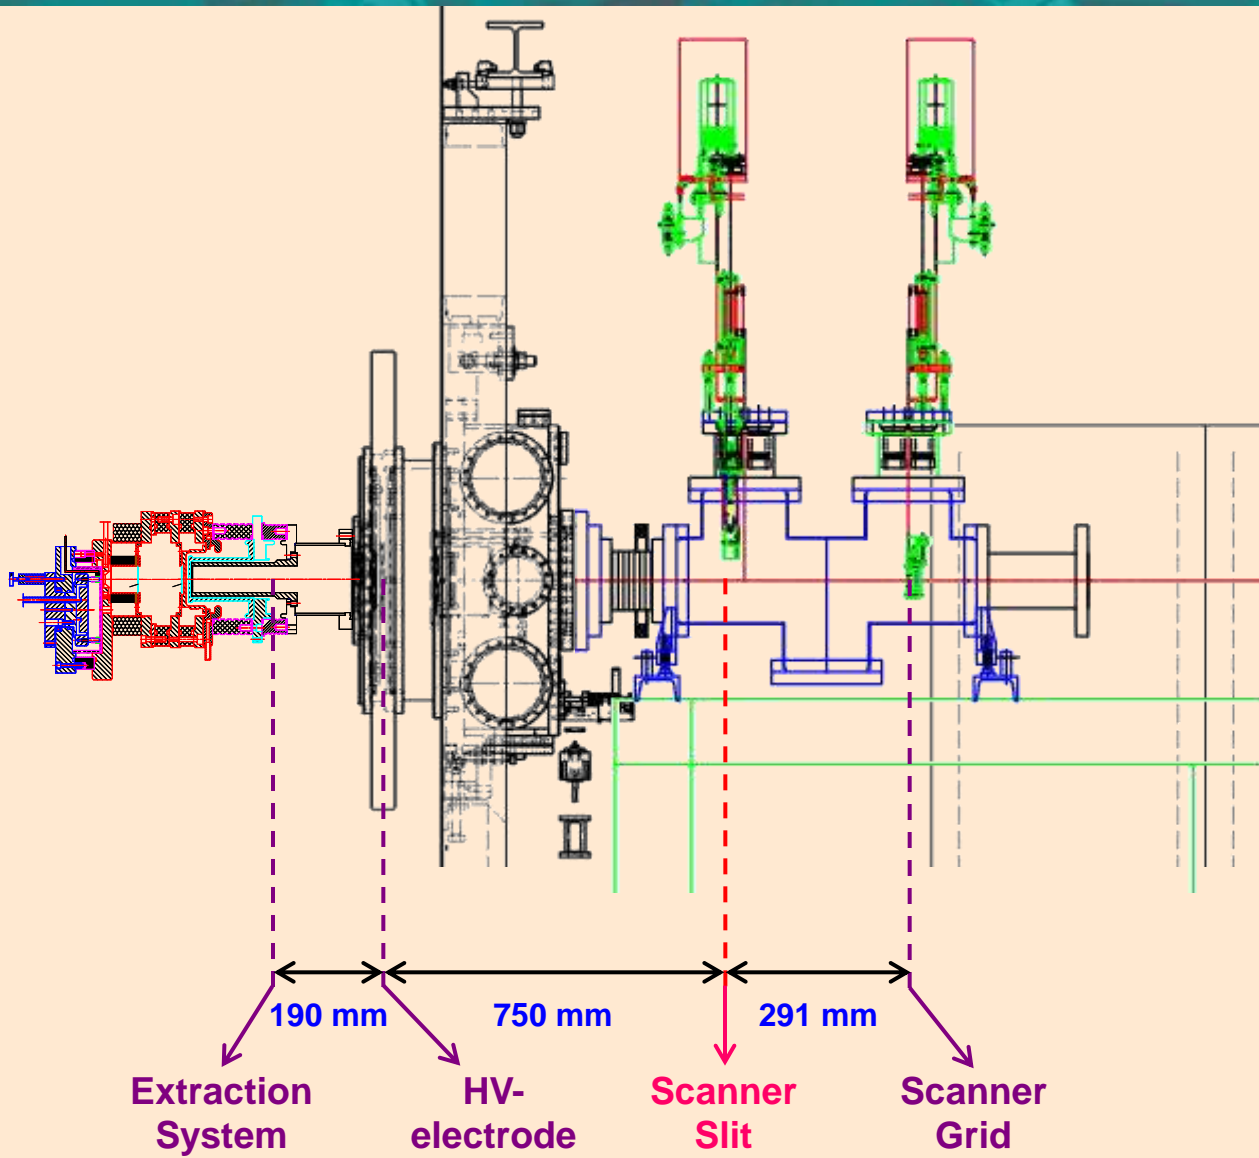 190 mm
750 mm
291 mm
Extraction
System
HV-
electrode
Scanner
Slit
Scanner
Grid